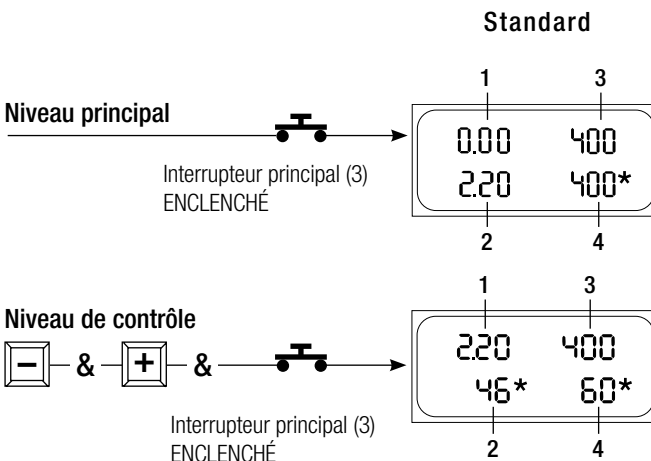 Standard
1 3
Niveau principal
0.00 400
2.20 400*
Interrupteur principal (3)
ENCLENCHÉ
2 4
1 3
Niveau de contrôle
2.20 400
− & + &
46* 60*
Interrupteur principal (3)
ENCLENCHÉ
2 4